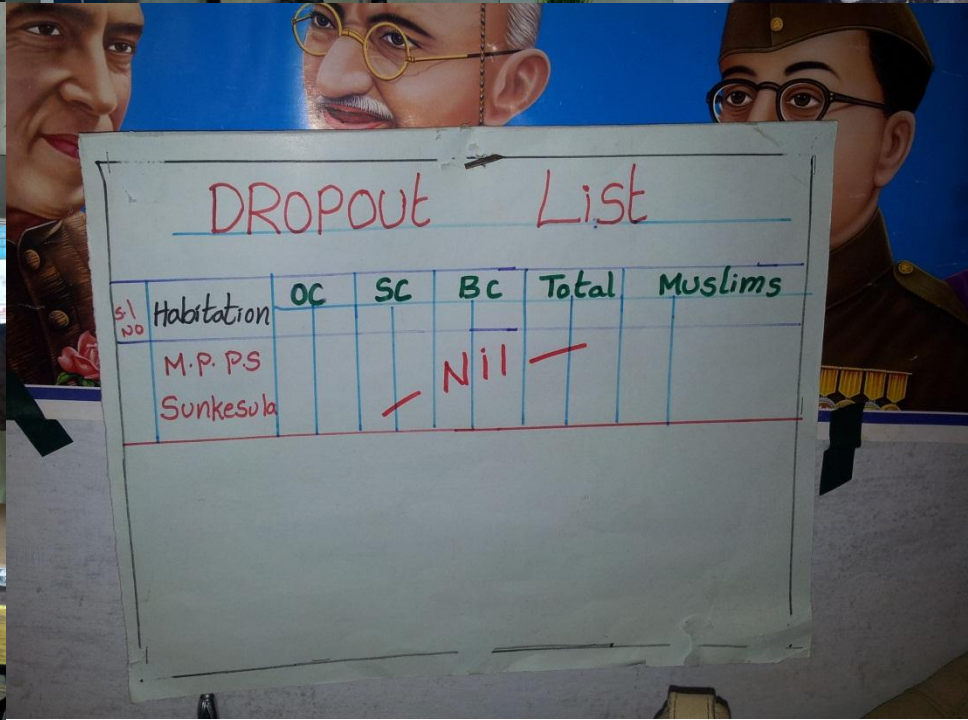 DROPOUt List
S.l NO Habitation OC SC BC Total Muslims
M.P. P.S
Sunkesula
— Nil —